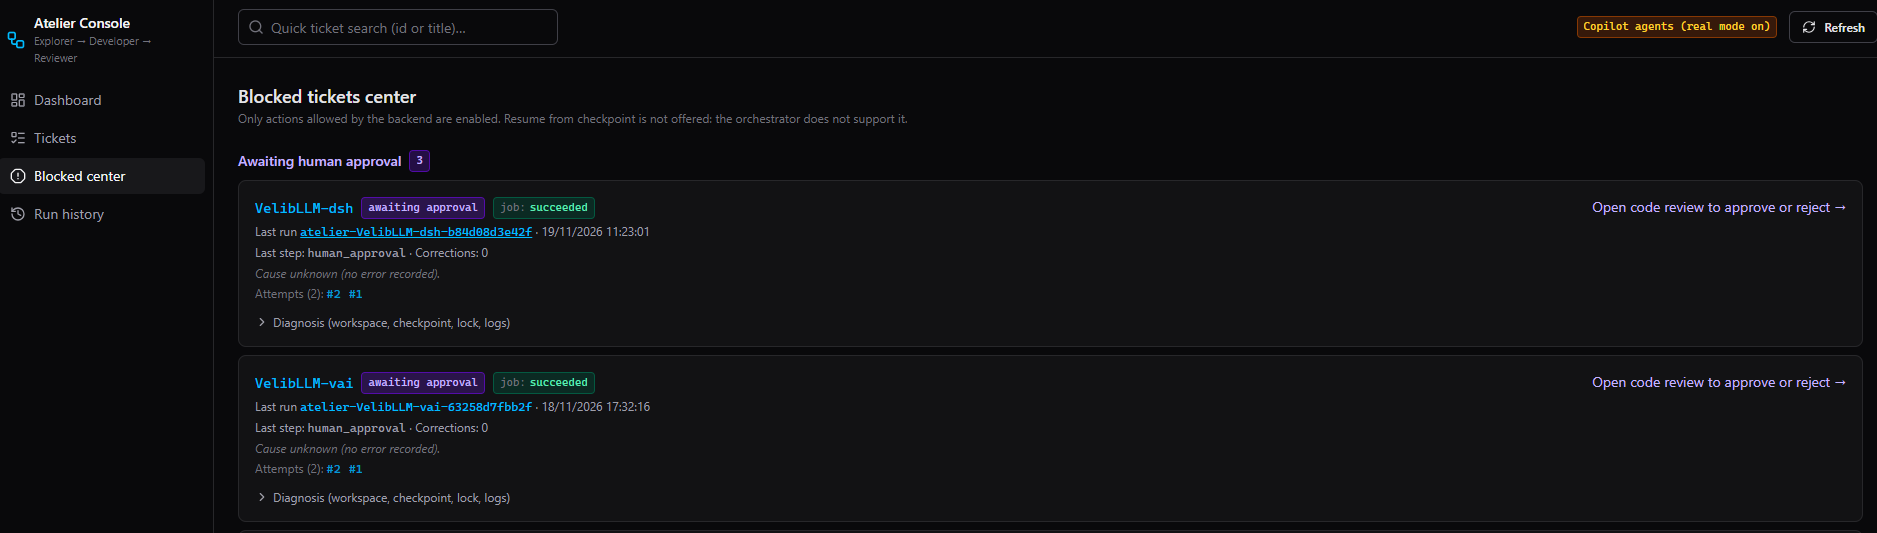 Atelier Console
Explorer → Developer →
Reviewer
Dashboard
Tickets
Blocked center
Run history
Quick ticket search (id or title)...
Copilot agents (real mode on)
Refresh
Blocked tickets center
Only actions allowed by the backend are enabled. Resume from checkpoint is not offered: the orchestrator does not support it.
Awaiting human approval 3
VelibLLM-dsh awaiting approval job: succeeded
Open code review to approve or reject →
Last run atelier-VelibLLM-dsh-b84d08d3e42f · 19/11/2026 11:23:01
Last step: human_approval · Corrections: 0
Cause unknown (no error recorded).
Attempts (2): #2 #1
Diagnosis (workspace, checkpoint, lock, logs)
VelibLLM-vai awaiting approval job: succeeded
Open code review to approve or reject →
Last run atelier-VelibLLM-vai-63258d7fbb2f · 18/11/2026 17:32:16
Last step: human_approval · Corrections: 0
Cause unknown (no error recorded).
Attempts (2): #2 #1
Diagnosis (workspace, checkpoint, lock, logs)